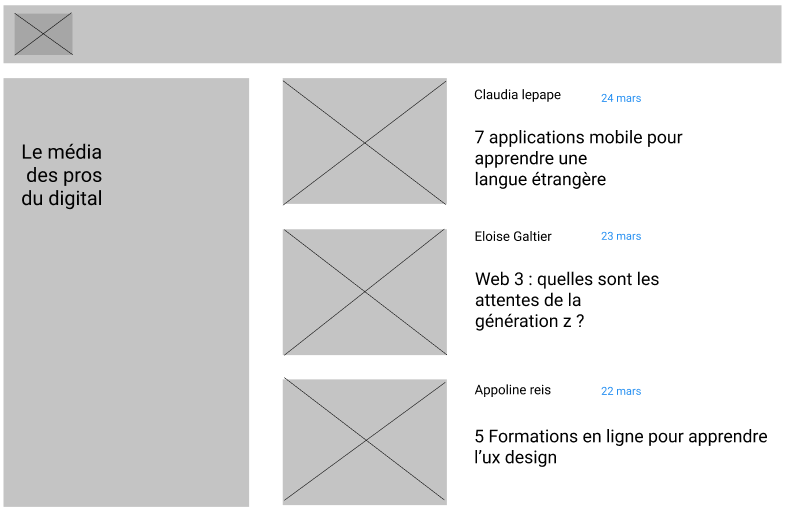 Le média
des pros
du digital
Claudia lepape
24 mars
7 applications mobile pour
apprendre une
langue étrangère
Eloise Galtier
23 mars
Web 3 : quelles sont les
attentes de la
génération z ?
Appoline reis
22 mars
5 Formations en ligne pour apprendre
l’ux design